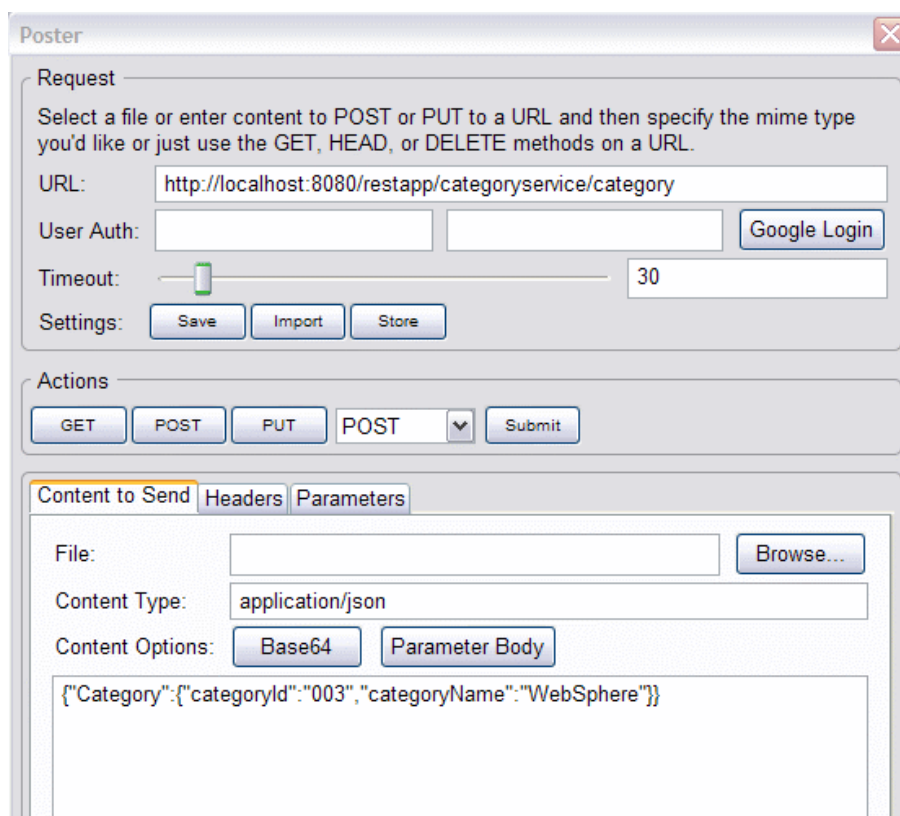 Poster
Request
Select a file or enter content to POST or PUT to a URL and then specify the mime type
you'd like or just use the GET, HEAD, or DELETE methods on a URL.
URL: http://localhost:8080/restapp/categoryservice/category
User Auth: Google Login
Timeout: 30
Settings: Save Import Store
Actions
GET POST PUT POST Submit
Content to Send Headers Parameters
File: Browse...
Content Type: application/json
Content Options: Base64 Parameter Body
{"Category":{"categoryId":"003","categoryName":"WebSphere"}}